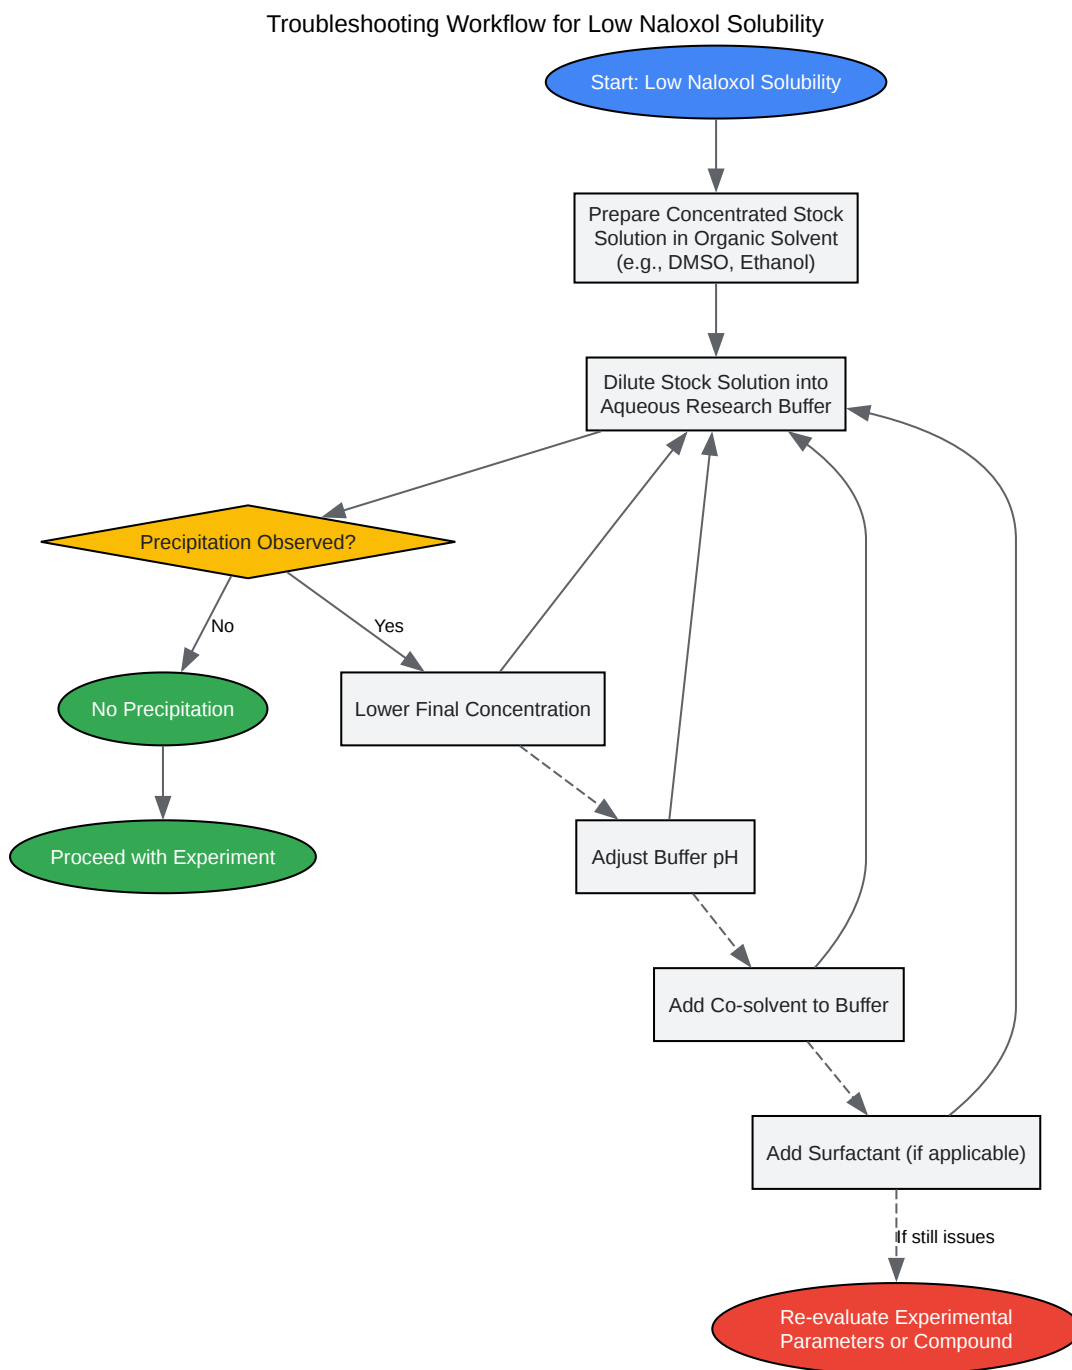 Troubleshooting Workflow for Low Naloxol Solubility
Start: Low Naloxol Solubility
Prepare Concentrated Stock
Solution in Organic Solvent
(e.g., DMSO, Ethanol)
Dilute Stock Solution into
Aqueous Research Buffer
Precipitation Observed?
No
Yes
No Precipitation
Lower Final Concentration
Proceed with Experiment
Adjust Buffer pH
Add Co-solvent to Buffer
Add Surfactant (if applicable)
If still issues
Re-evaluate Experimental
Parameters or Compound